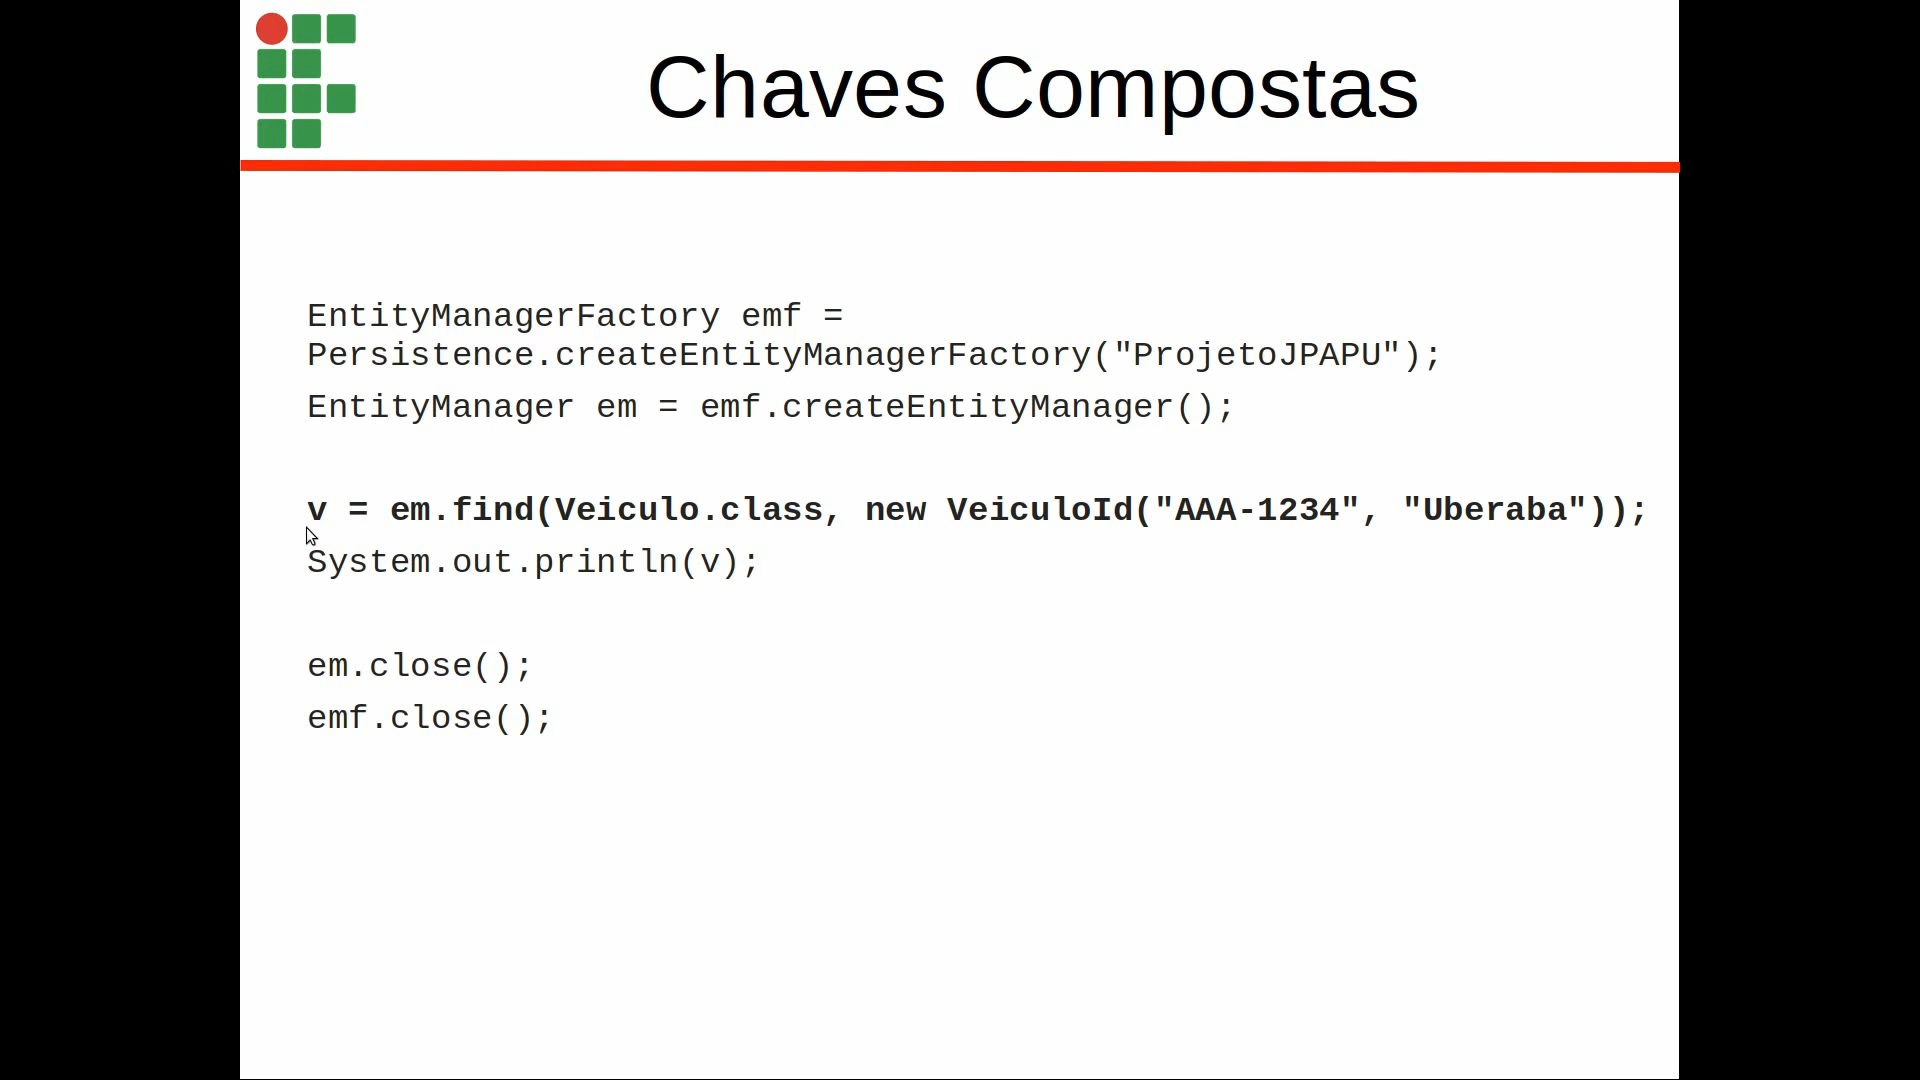 Chaves Compostas
EntityManagerFactory emf =
Persistence.createEntityManagerFactory("ProjetoJPAPU");
EntityManager em = emf.createEntityManager();
v = em.find(Veiculo.class, new VeiculoId("AAA-1234", "Uberaba"));
System.out.println(v);
em.close();
emf.close();